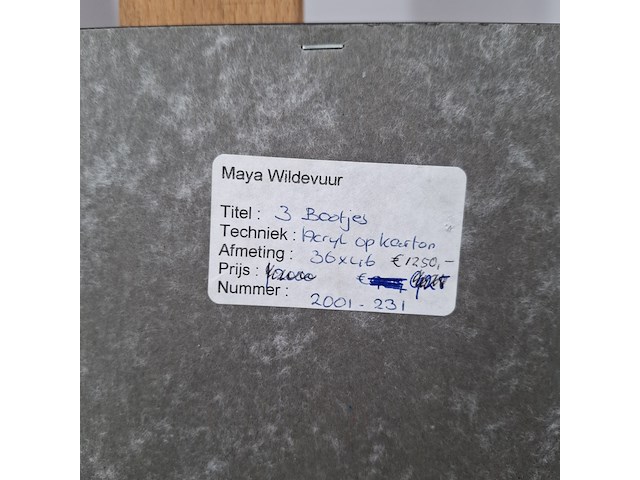 Maya Wildevuur
Titel : 3 Bootjes
Techniek : Acryl op karton
Afmeting : 36x46 €1250,-
Prijs : €
Nummer : 2001-231